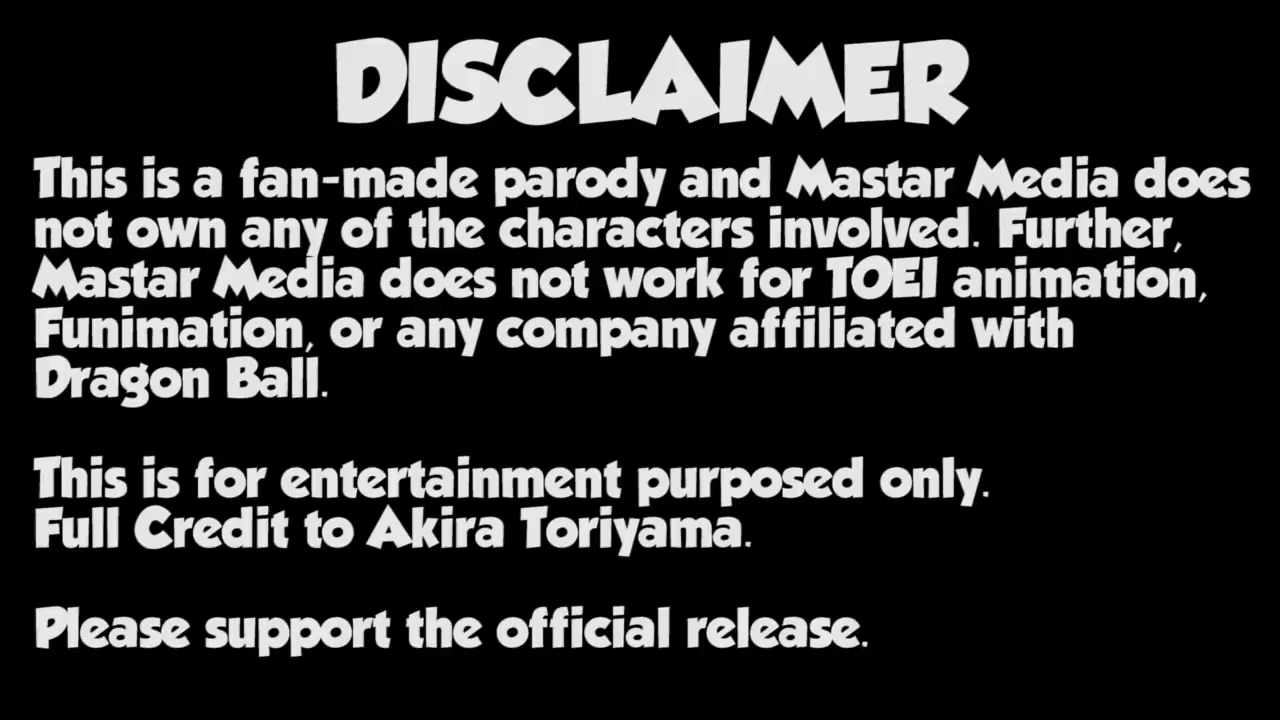 DISCLAIMER
This is a fan-made parody and Mastar Media does
not own any of the characters involved. Further,
Mastar Media does not work for TOEI animation,
Funimation, or any company affiliated with
Dragon Ball.
This is for entertainment purposed only.
Full Credit to Akira Toriyama.
Please support the official release.